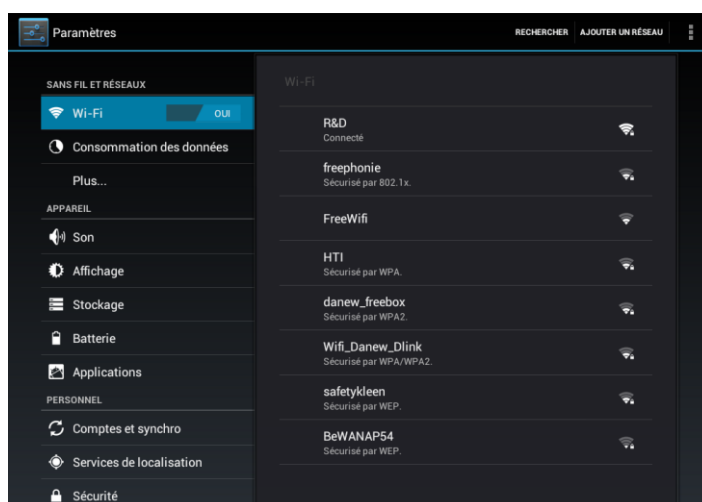 Paramètres
RECHERCHER
AJOUTER UN RÉSEAU
SANS FIL ET RÉSEAUX
Wi-Fi
OUI
Consommation des données
Plus...
APPAREIL
Son
Affichage
Stockage
Batterie
Applications
PERSONNEL
Comptes et synchro
Services de localisation
Sécurité
Wi-Fi
R&D
Connecté
freephonie
Sécurisé par 802.1x.
FreeWifi
HTI
Sécurisé par WPA.
danew_freebox
Sécurisé par WPA2.
Wifi_Danew_Dlink
Sécurisé par WPA/WPA2.
safetykleen
Sécurisé par WEP.
BeWANAP54
Sécurisé par WEP.